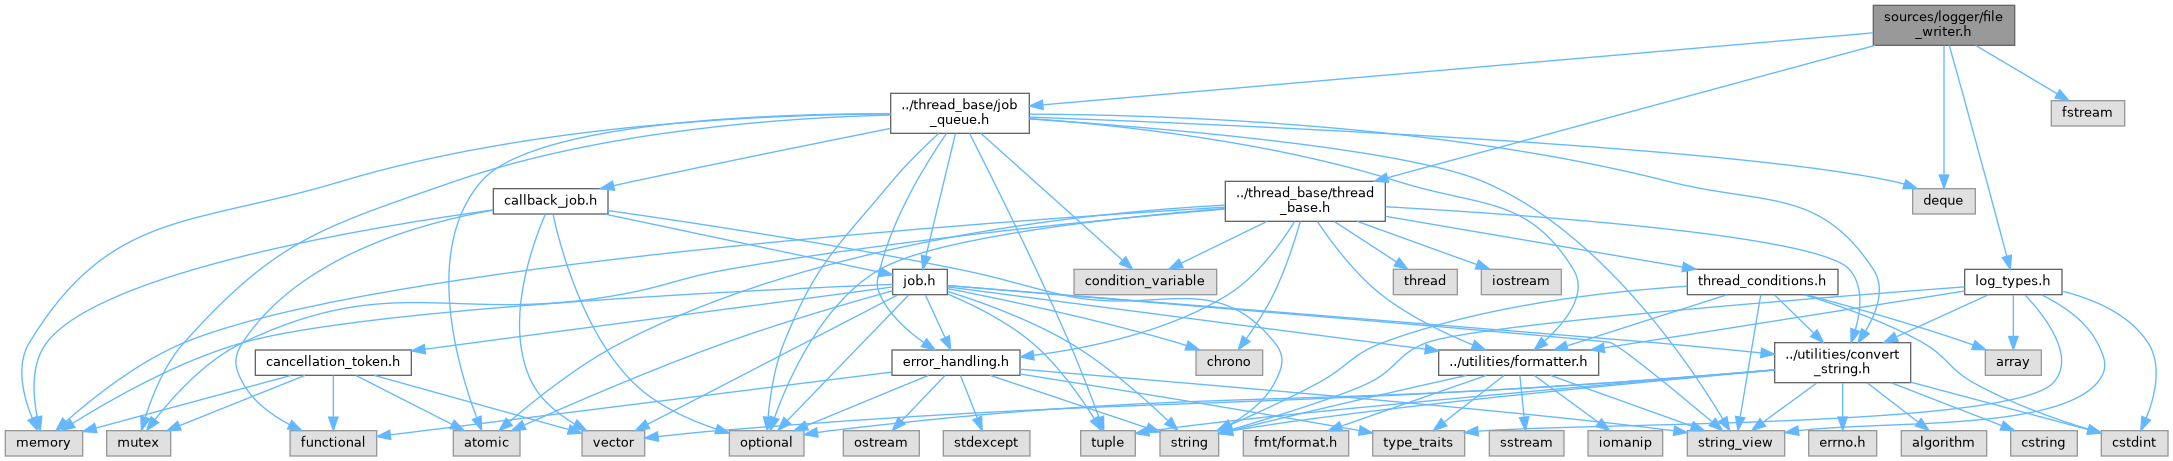 sources/logger/file
_writer.h
../thread_base/job
_queue.h
fstream
callback_job.h
../thread_base/thread
_base.h
deque
job.h
condition_variable
thread
iostream
thread_conditions.h
log_types.h
cancellation_token.h
error_handling.h
chrono
../utilities/formatter.h
../utilities/convert
_string.h
array
memory
mutex
functional
atomic
vector
optional
ostream
stdexcept
tuple
string
fmt/format.h
type_traits
sstream
iomanip
string_view
errno.h
algorithm
cstring
cstdint